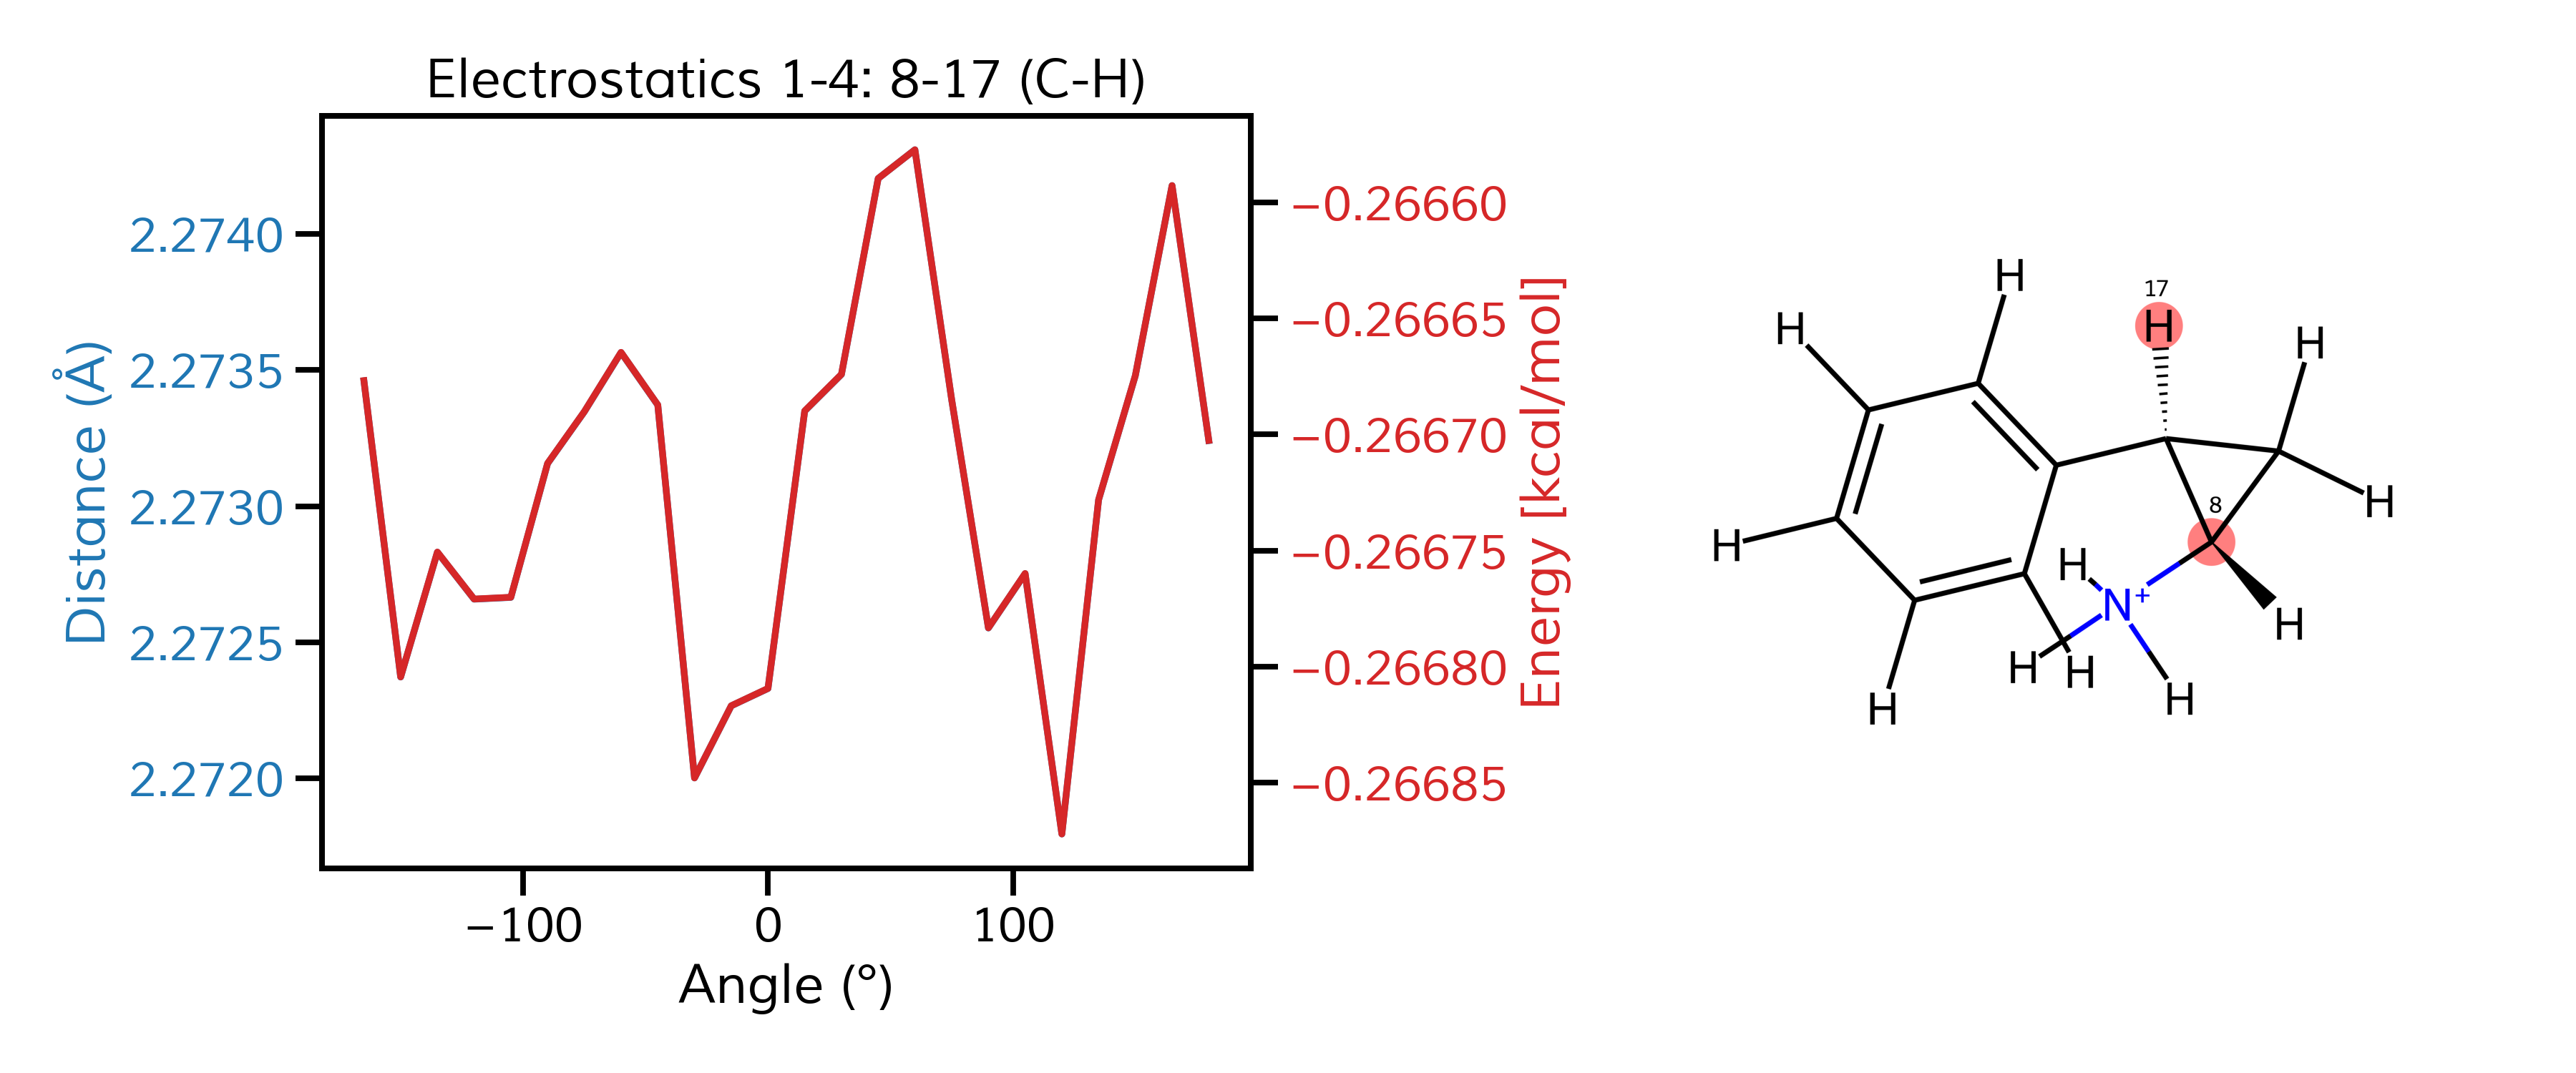 Electrostatics 1-4: 8-17 (C-H)
Distance (Å)
2.2740
2.2735
2.2730
2.2725
2.2720
−100
0
100
Angle (°)
−0.26660
−0.26665
−0.26670
−0.26675
−0.26680
−0.26685
Energy [kcal/mol]
H
17
H
H
H
H
8
H
H
H
N+
H
H
H
H
H